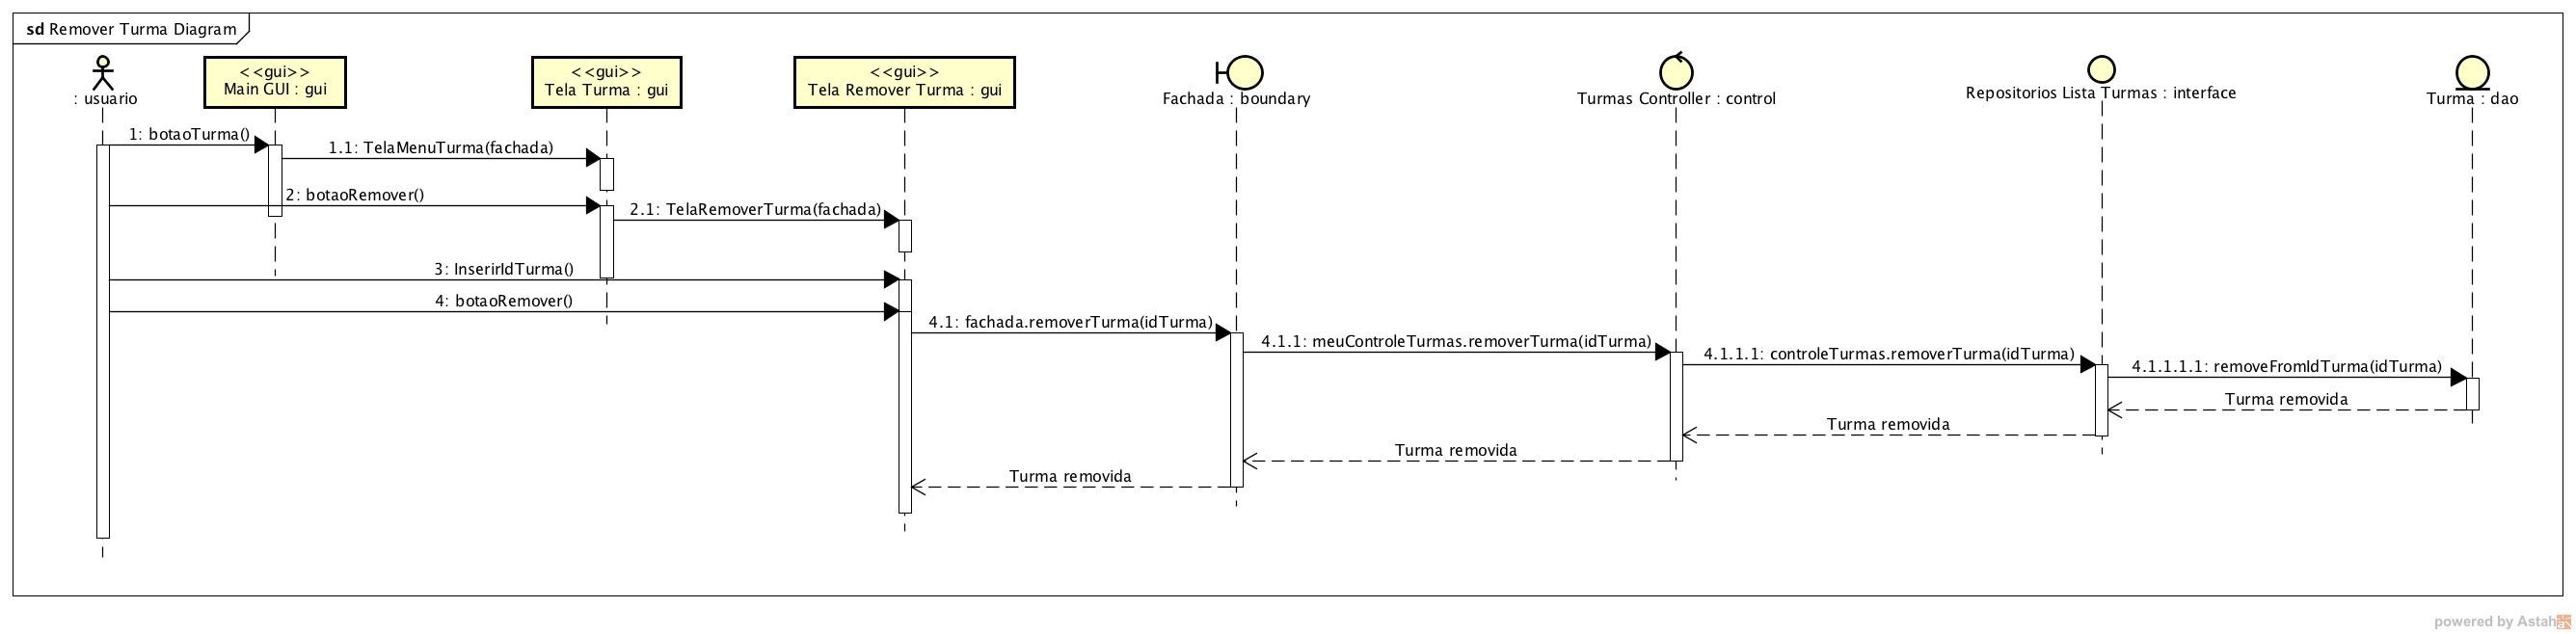 sd Remover Turma Diagram
: usuario
<<gui>>
Main GUI : gui
<<gui>>
Tela Turma : gui
<<gui>>
Tela Remover Turma : gui
Fachada : boundary
Turmas Controller : control
Repositorios Lista Turmas : interface
Turma : dao
1: botaoTurma()
1.1: TelaMenuTurma(fachada)
2: botaoRemover()
2.1: TelaRemoverTurma(fachada)
3: InserirIdTurma()
4: botaoRemover()
4.1: fachada.removerTurma(idTurma)
4.1.1: meuControleTurmas.removerTurma(idTurma)
4.1.1.1: controleTurmas.removerTurma(idTurma)
4.1.1.1.1: removeFromIdTurma(idTurma)
Turma removida
Turma removida
Turma removida
Turma removida
powered by Astah